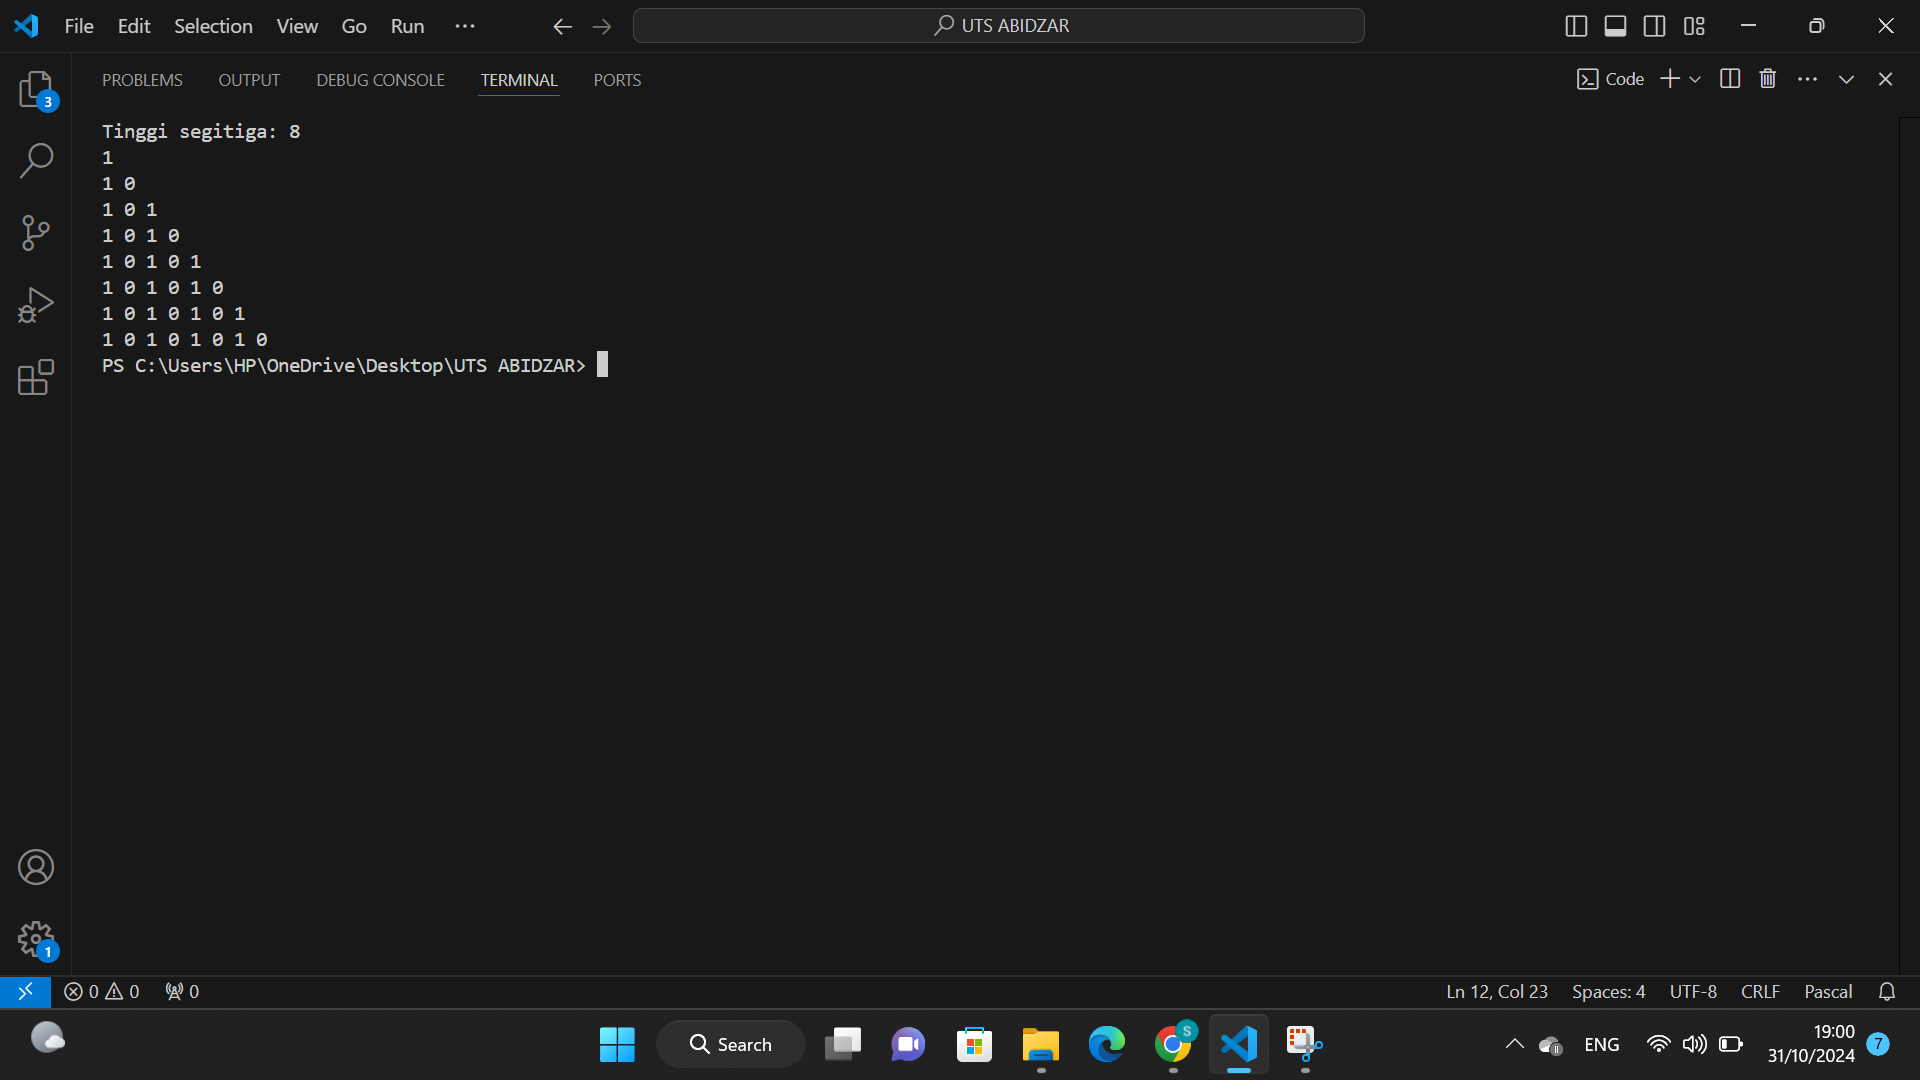 File Edit Selection View Go Run ··· UTS ABIDZAR
PROBLEMS OUTPUT DEBUG CONSOLE TERMINAL PORTS Code
3
Tinggi segitiga: 8
1
1 0
1 0 1
1 0 1 0
1 0 1 0 1
1 0 1 0 1 0
1 0 1 0 1 0 1
1 0 1 0 1 0 1 0
PS C:\Users\HP\OneDrive\Desktop\UTS ABIDZAR>
1
0 0 0 Ln 12, Col 23 Spaces: 4 UTF-8 CRLF Pascal
Search S ENG 19:00
31/10/2024 7